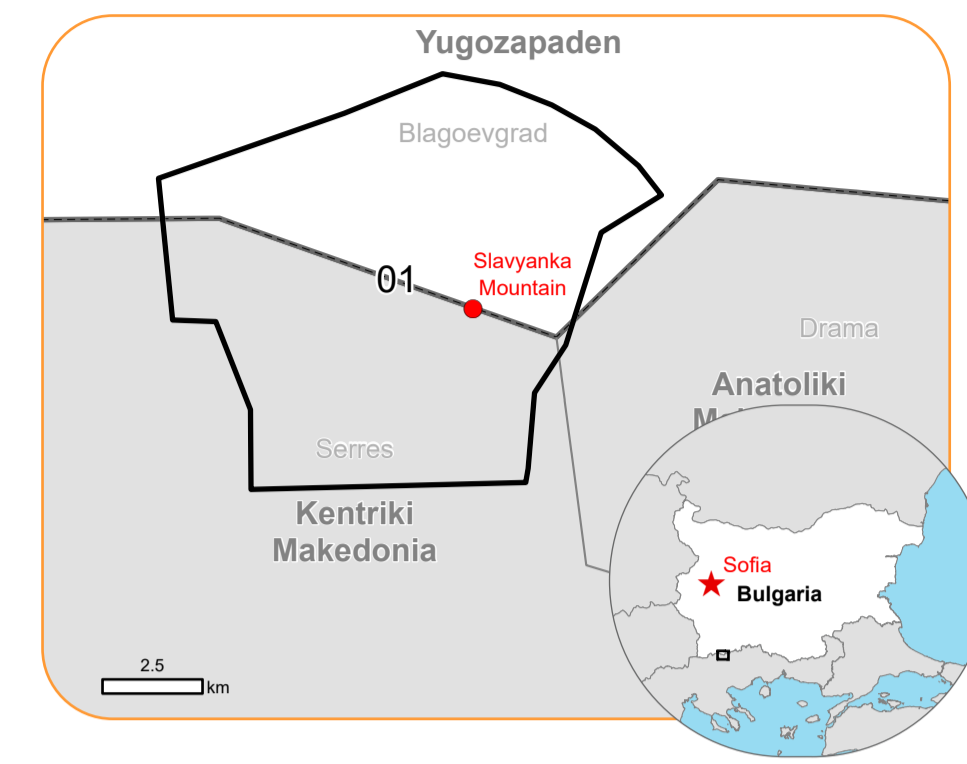 Yugozapaden
Blagoevgrad
Slavyanka
Mountain
01
Drama
Anatoliki
Serres
Kentriki
Makedonia
Sofia
Bulgaria
2.5
km